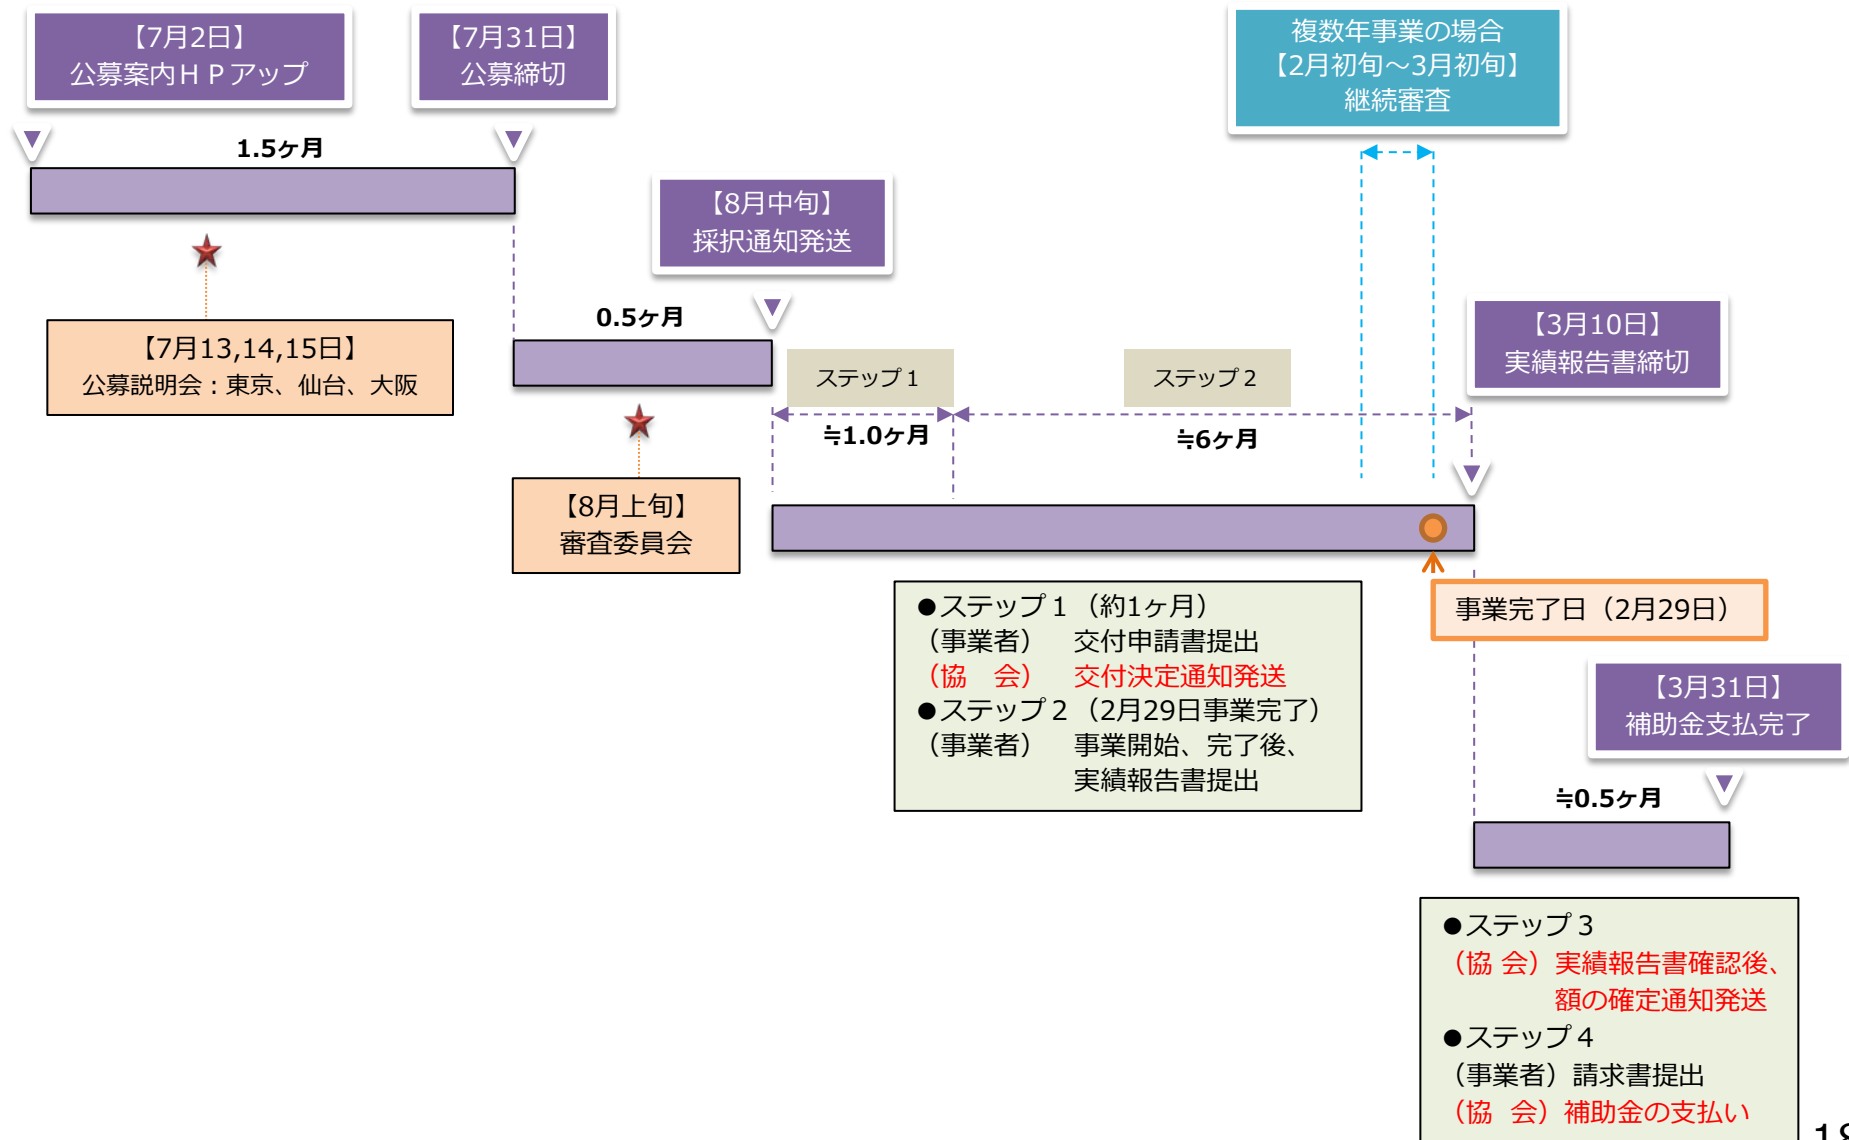 【7月2日】
公募案内ＨＰアップ
【7月31日】
公募締切
複数年事業の場合
【2月初旬～3月初旬】
継続審査
1.5ヶ月
【8月中旬】
採択通知発送
【7月13,14,15日】
公募説明会：東京、仙台、大阪
0.5ヶ月
【3月10日】
実績報告書締切
ステップ１
ステップ２
≒1.0ヶ月
≒6ヶ月
【8月上旬】
審査委員会
●ステップ１（約1ヶ月）
（事業者）　交付申請書提出
（協　会）　交付決定通知発送
●ステップ２（2月29日事業完了）
（事業者）　事業開始、完了後、
実績報告書提出
事業完了日（2月29日）
【3月31日】
補助金支払完了
≒0.5ヶ月
●ステップ３
（協 会）実績報告書確認後、
額の確定通知発送
●ステップ４
（事業者）請求書提出
（協 会）補助金の支払い